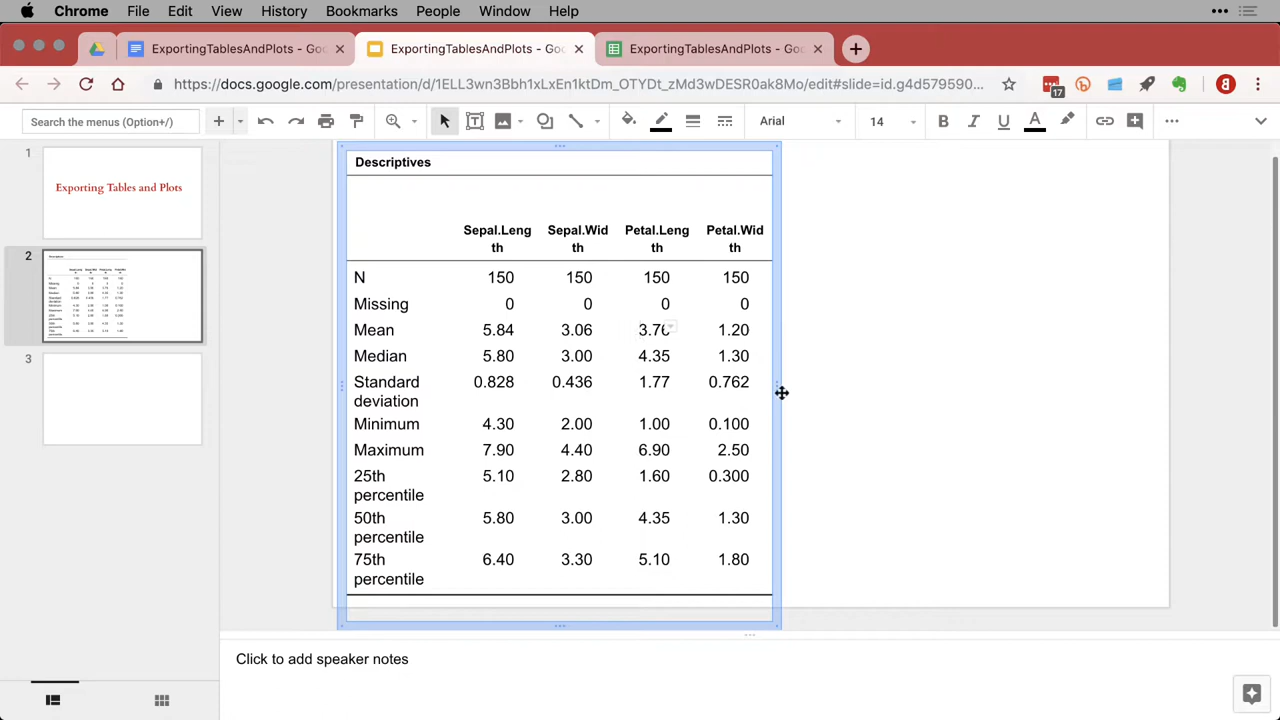 Chrome File Edit View History Bookmarks People Window Help
ExportingTablesAndPlots - Goo
ExportingTablesAndPlots - Goo
ExportingTablesAndPlots - Goo
https://docs.google.com/presentation/d/1ELL3wn3Bbh1xLxEn1ktDm_OTYDt_zMd3wDESR0ak8Mo/edit#slide=id.g4d579590...
17
Search the menus (Option+/)
Arial
14
B I U A
1
Exporting Tables and Plots
2
3
Descriptives
Sepal.Leng
th
Sepal.Wid
th
Petal.Leng
th
Petal.Wid
th
N 150 150 150 150
Missing 0 0 0 0
Mean 5.84 3.06 3.76 1.20
Median 5.80 3.00 4.35 1.30
Standard
deviation 0.828 0.436 1.77 0.762
Minimum 4.30 2.00 1.00 0.100
Maximum 7.90 4.40 6.90 2.50
25th
percentile 5.10 2.80 1.60 0.300
50th
percentile 5.80 3.00 4.35 1.30
75th
percentile 6.40 3.30 5.10 1.80
Click to add speaker notes